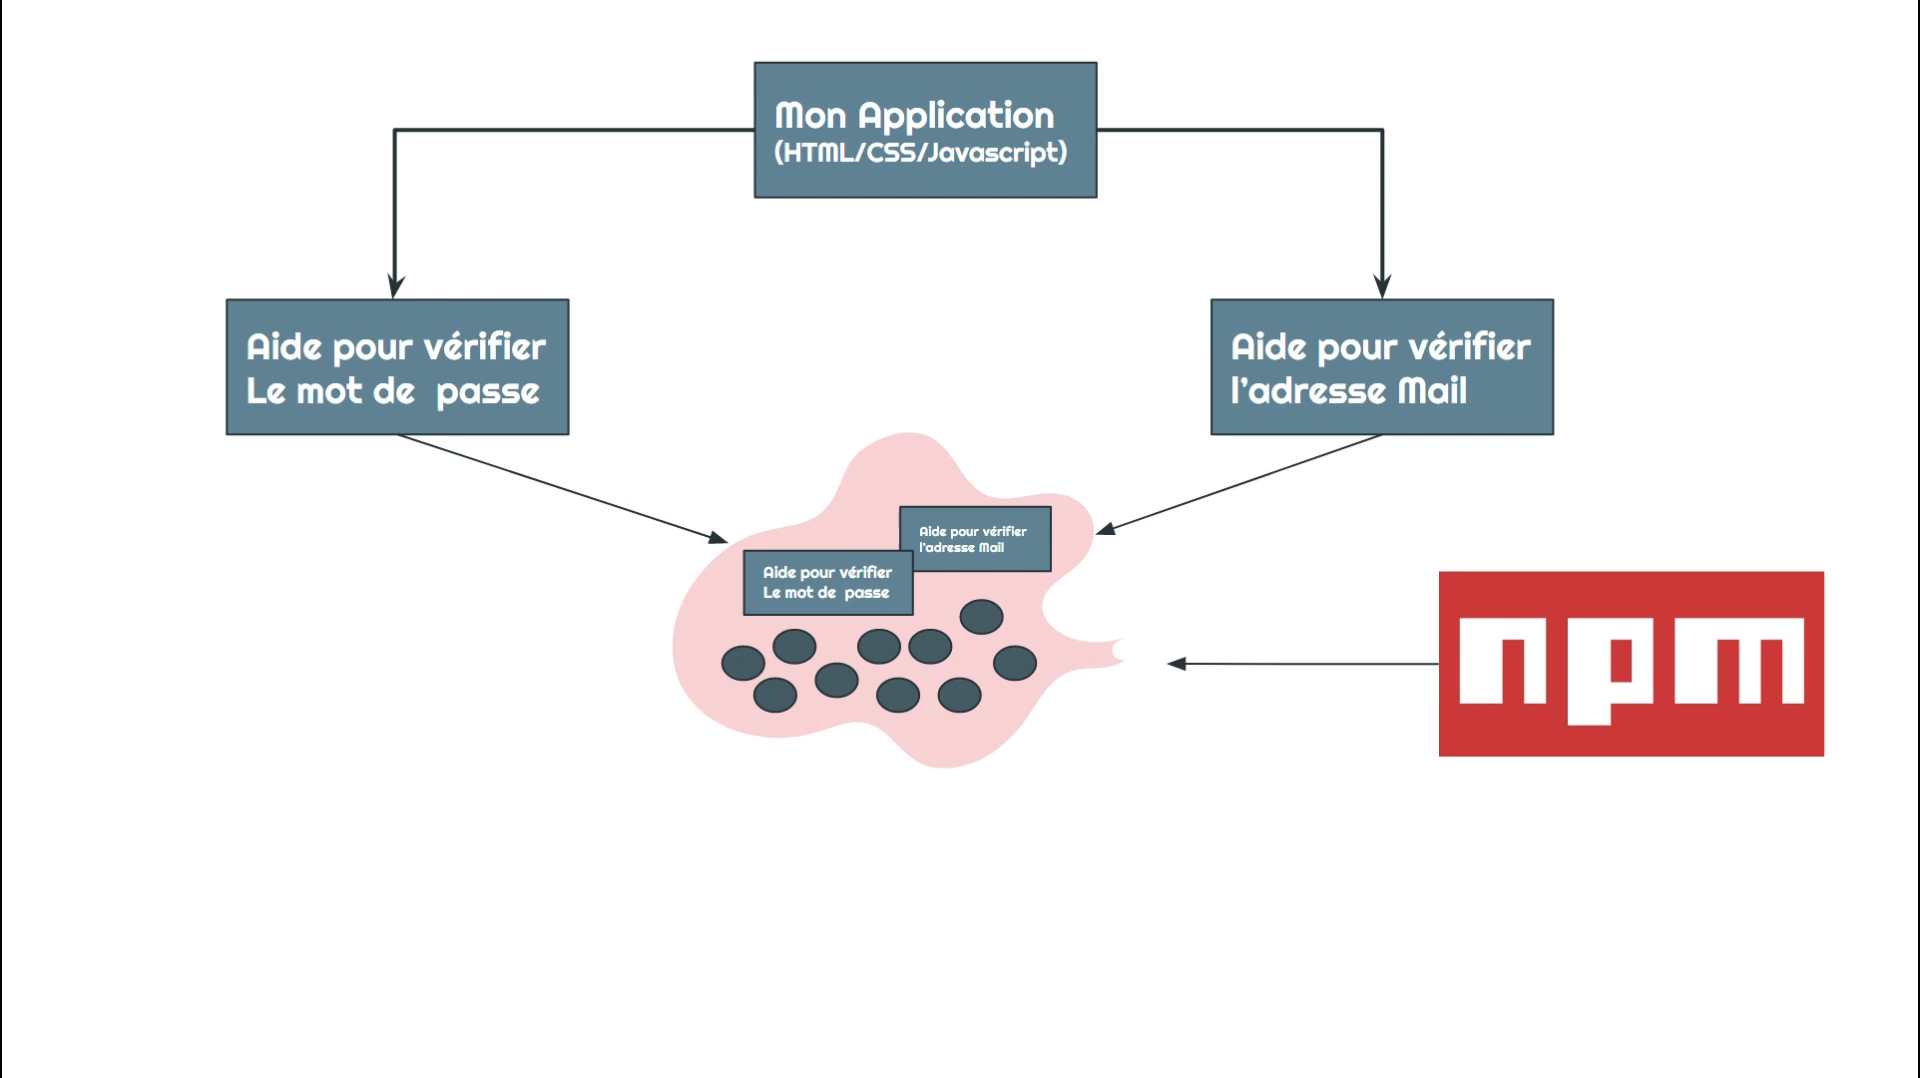 Mon Application
(HTML/CSS/Javascript)
Aide pour vérifier
Le mot de  passe
Aide pour vérifier
l'adresse Mail
Aide pour vérifier
l'adresse Mail
Aide pour vérifier
Le mot de  passe
npm